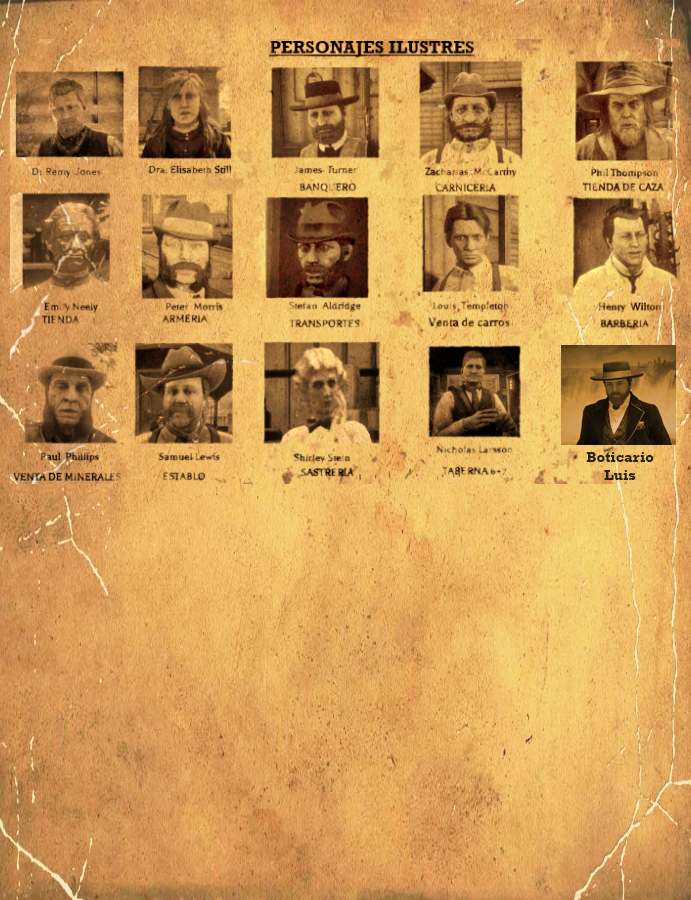 PERSONAJES ILUSTRES
Dr. Remy Jones
Dra. Elisabeth Still
James Turner
BANQUERO
Zacharias McCarthy
CARNICERIA
Phil Thompson
TIENDA DE CAZA
Emily Neely
TIENDA
Peter Morris
ARMERIA
Stefan Aldridge
TRANSPORTES
Louis Templeton
Venta de carros
Henry Wilton
BARBERIA
Paul Philips
VENTA DE MINERALES
Samuel Lewis
ESTABLO
Shirley Stein
SASTRERIA
Nicholas Larsson
TABERNA 6+7
Boticario
Luis